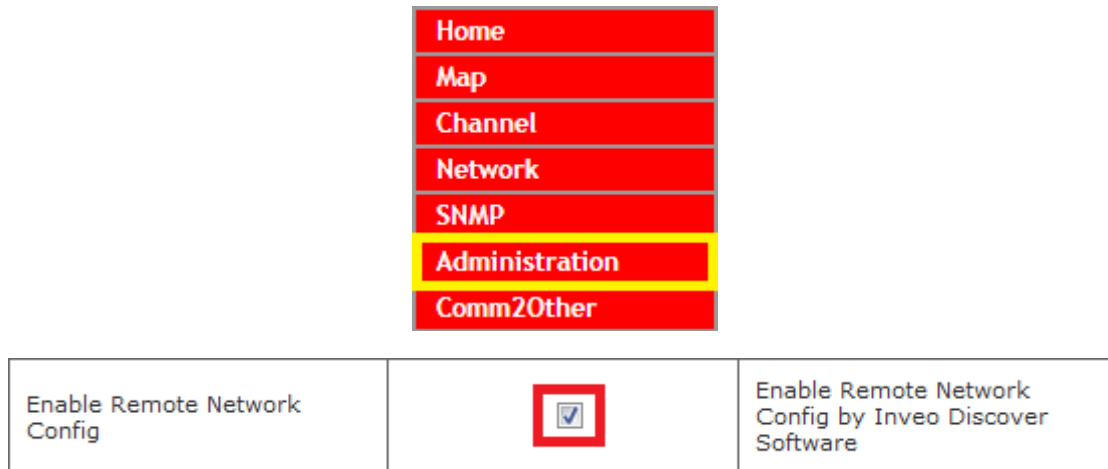 Home
Map
Channel
Network
SNMP
Administration
Comm2Other
Enable Remote Network
Config
Enable Remote Network
Config by Inveo Discover
Software